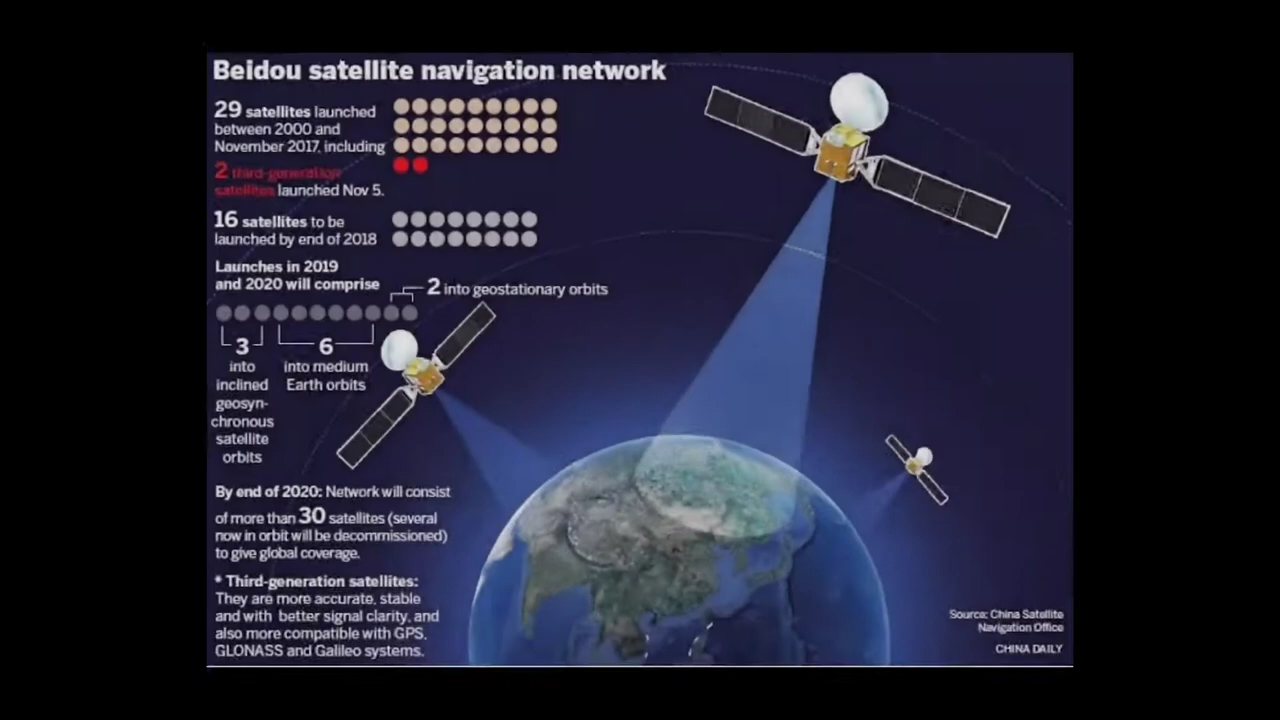 Beidou satellite navigation network
29 satellites launched
between 2000 and
November 2017, including
2 third-generation
satellites launched Nov 5.
16 satellites to be
launched by end of 2018
Launches in 2019
and 2020 will comprise
2 into geostationary orbits
3
into
inclined
geosyn-
chronous
satellite
orbits
6
into medium
Earth orbits
By end of 2020: Network will consist
of more than 30 satellites (several
now in orbit will be decommissioned)
to give global coverage.
* Third-generation satellites:
They are more accurate, stable
and with better signal clarity, and
also more compatible with GPS,
GLONASS and Galileo systems.
Source: China Satellite
Navigation Office
CHINA DAILY